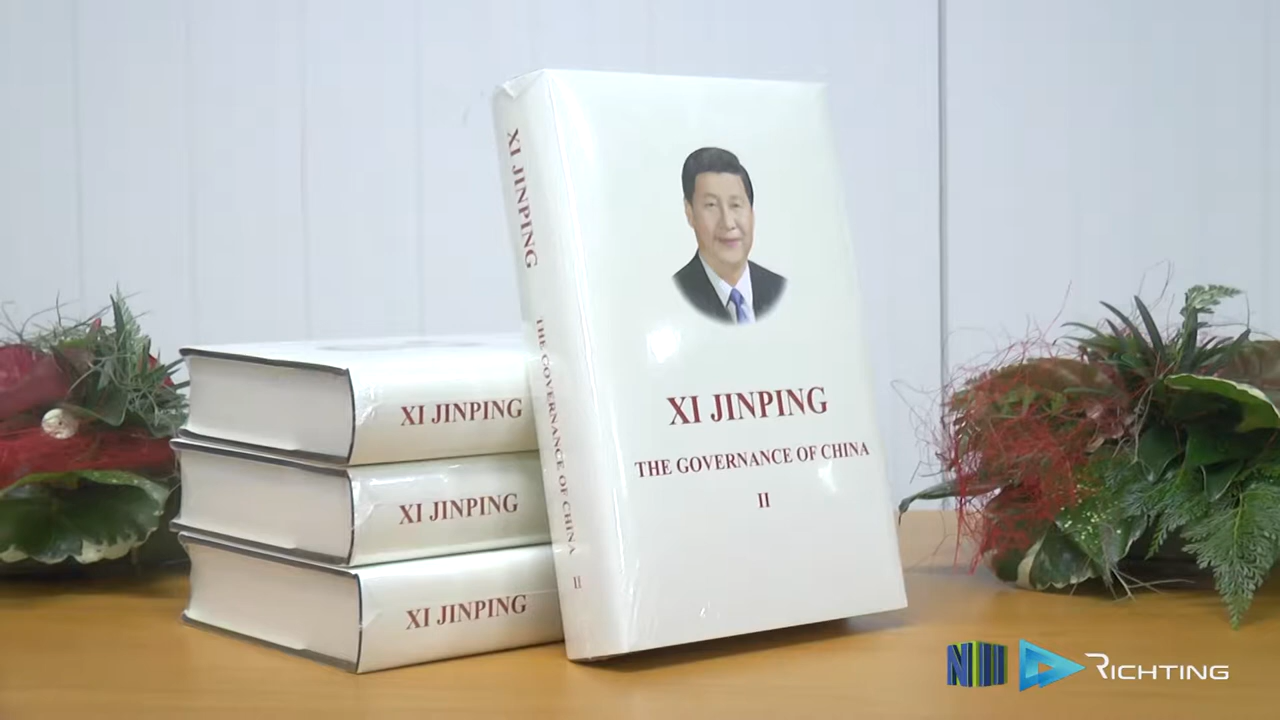 XI JINPING
THE GOVERNANCE OF CHINA
II
XI JINPING
THE GOVERNANCE OF CHINA
II
XI JINPING
XI JINPING
XI JINPING
RICHTING